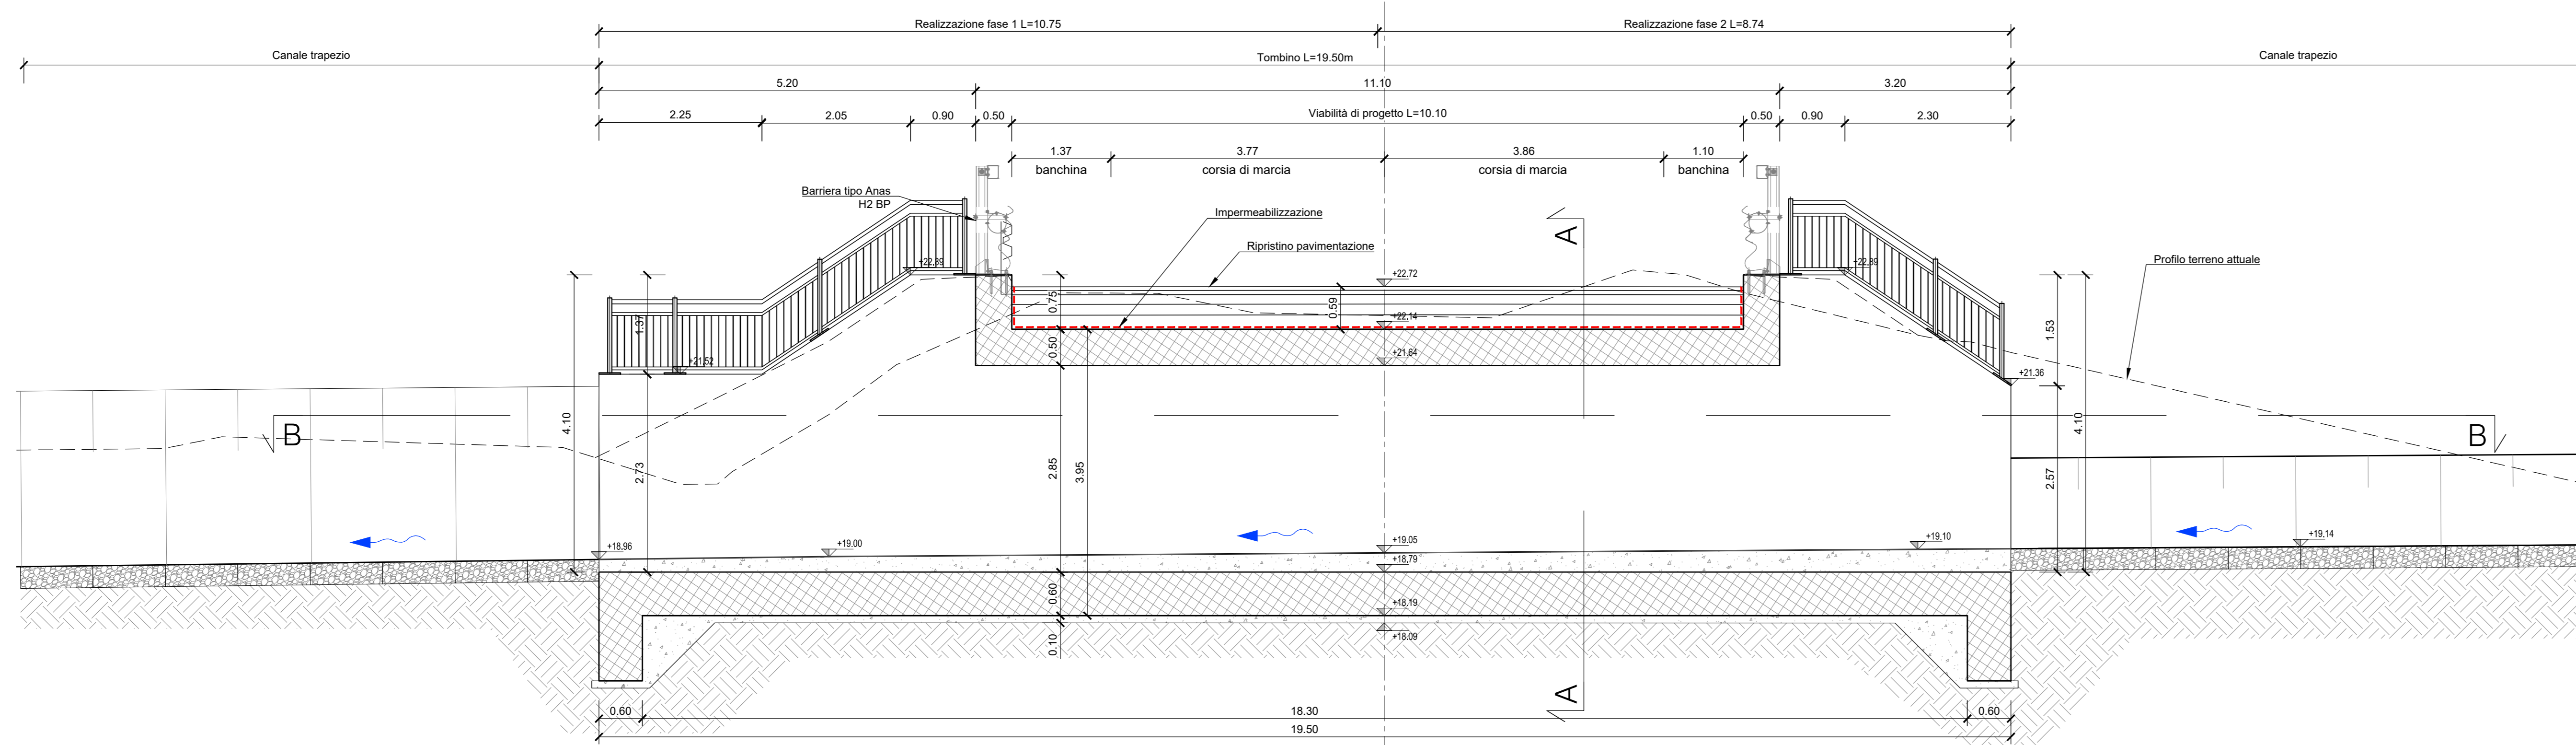 Realizzazione fase 1 L=10.75
Realizzazione fase 2 L=8.74
Canale trapezio
Tombino L=19.50m
Canale trapezio
5.20
11.10
3.20
2.25
2.05
0.90
0.50
Viabilità di progetto L=10.10
0.50
0.90
2.30
1.37
3.77
3.86
1.10
banchina
corsia di marcia
corsia di marcia
banchina
Barriera tipo Anas
H2 BP
Impermeabilizzazione
A
Ripristino pavimentazione
Profilo terreno attuale
+22.89
+22.89
+22.72
0.75
0.59
+22.14
1.37
1.53
0.50
+21.64
+21.52
+21.36
4.10
4.10
B
B
2.73
2.85
3.95
2.57
+18.96
+19.00
+19.05
+19.10
+19.14
+18.79
0.60
+18.19
+18.09
0.10
A
0.60
18.30
0.60
19.50